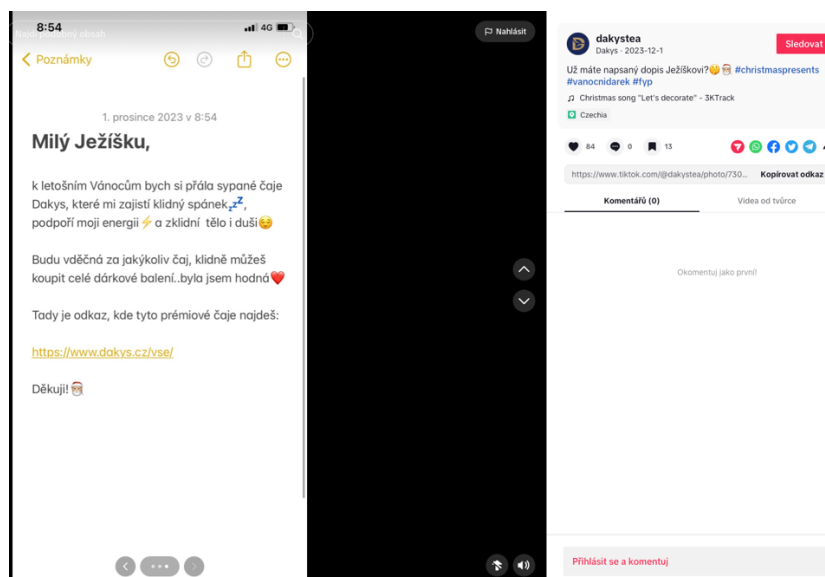 8:54
4G
Najdi podobný obsah
Poznámky
1. prosince 2023 v 8:54
Milý Ježíšku,
k letošním Vánocům bych si přála sypané čaje
Dakys, které mi zajistí klidný spánek💤,
podpoří moji energii⚡a zklidní tělo i duši😌
Budu vděčná za jakýkoliv čaj, klidně můžeš
koupit celé dárkové balení..byla jsem hodná❤️
Tady je odkaz, kde tyto prémiové čaje najdeš:
https://www.dakys.cz/vse/
Děkuji!🎅
Nahlásit
dakystea
Dakys · 2023-12-1
Sledovat
Už máte napsaný dopis Ježíškovi?🤫🎅 #christmaspresents
#vanocnidarek #fyp
♫ Christmas song "Let's decorate" - 3KTrack
Czechia
84
0
13
https://www.tiktok.com/@dakystea/photo/730...
Kopírovat odkaz
Komentářů (0)
Videa od tvůrce
Okomentuj jako první!
Přihlásit se a komentuj